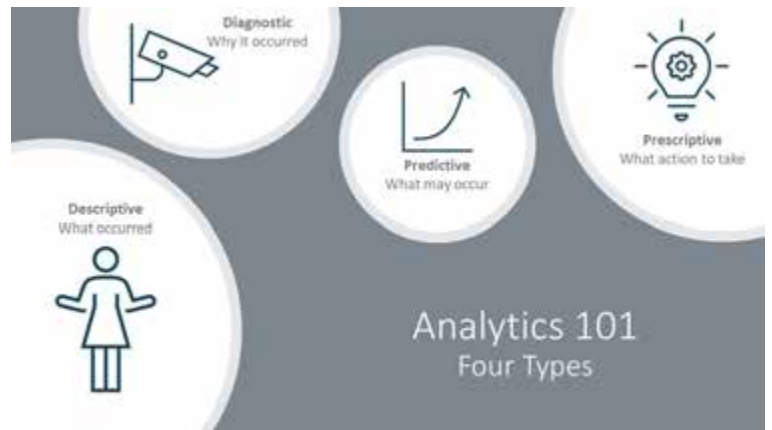 Diagnostic
Why it occurred
Predictive
What may occur
Prescriptive
What action to take
Descriptive
What occurred
Analytics 101
Four Types